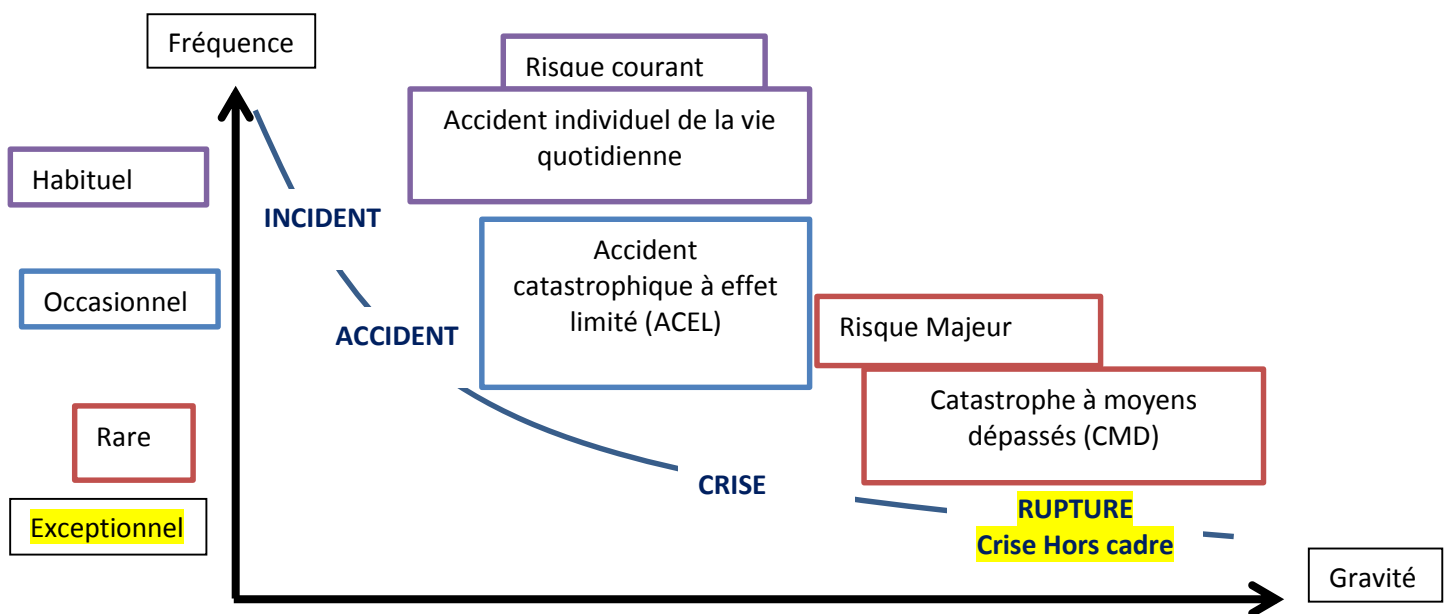 Fréquence
Risque courant
Accident individuel de la vie
quotidienne
Habituel
INCIDENT
Accident
catastrophique à effet
limité (ACEL)
Occasionnel
ACCIDENT
Risque Majeur
Catastrophe à moyens
dépassés (CMD)
Rare
CRISE
RUPTURE
Crise Hors cadre
Exceptionnel
Gravité